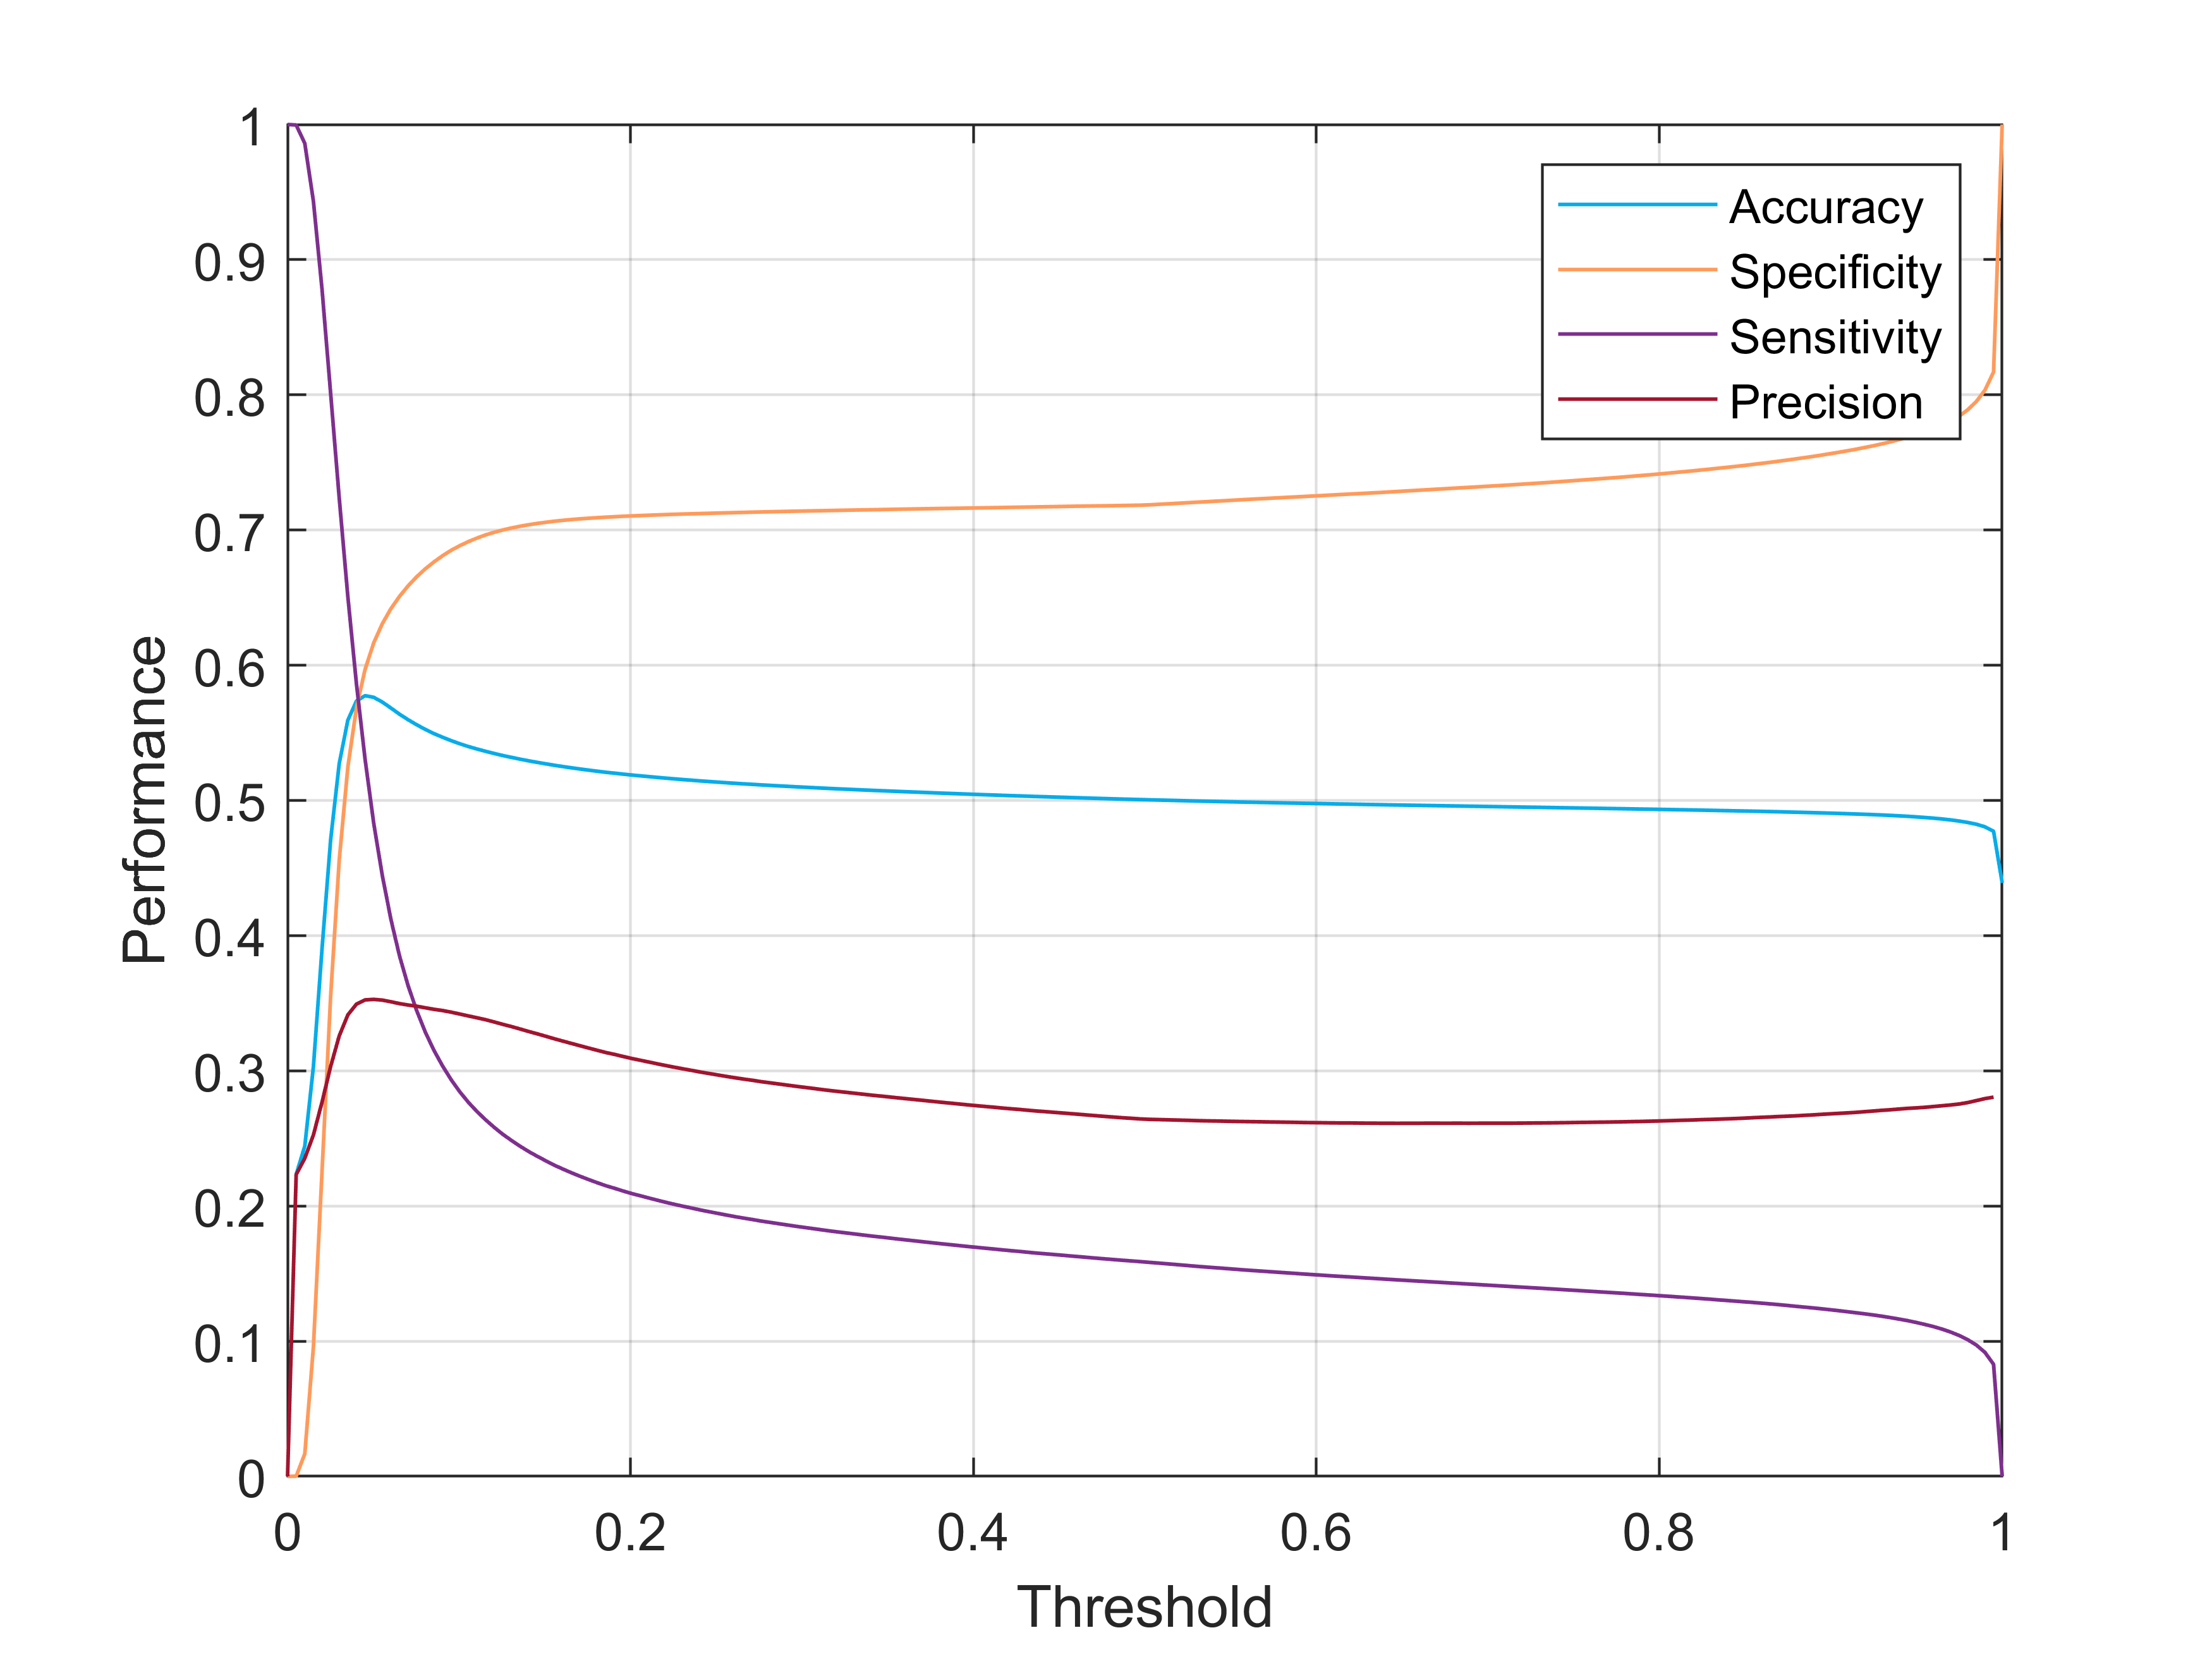 1
0.9
0.8
0.7
0.6
0.5
0.4
0.3
0.2
0.1
0
Performance
Accuracy
Specificity
Sensitivity
Precision
0 0.2 0.4 0.6 0.8 1
Threshold